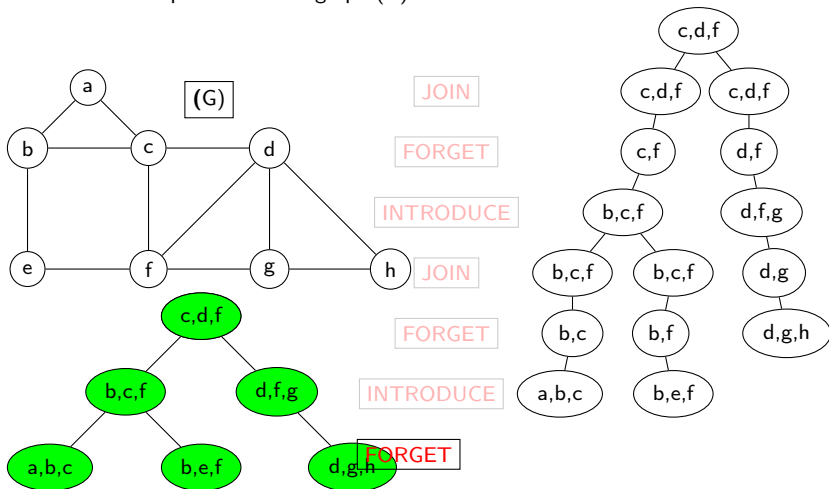 c,d,f
a
(G)
JOIN
c,d,f
c,d,f
b
c
d
FORGET
c,f
d,f
INTRODUCE
b,c,f
d,f,g
e
f
g
h
JOIN
b,c,f
b,c,f
d,g
c,d,f
FORGET
b,c
b,f
d,g,h
b,c,f
d,f,g
INTRODUCE
a,b,c
b,e,f
a,b,c
b,e,f
d,g,h
FORGET